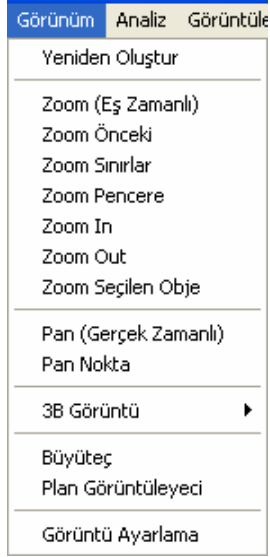 Görünüm Analiz Görüntüle
Yeniden Oluştur
Zoom (Eş Zamanlı)
Zoom Önceki
Zoom Sınırlar
Zoom Pencere
Zoom In
Zoom Out
Zoom Seçilen Obje
Pan (Gerçek Zamanlı)
Pan Nokta
3B Görüntü
Büyüteç
Plan Görüntüleyeci
Görüntü Ayarlama